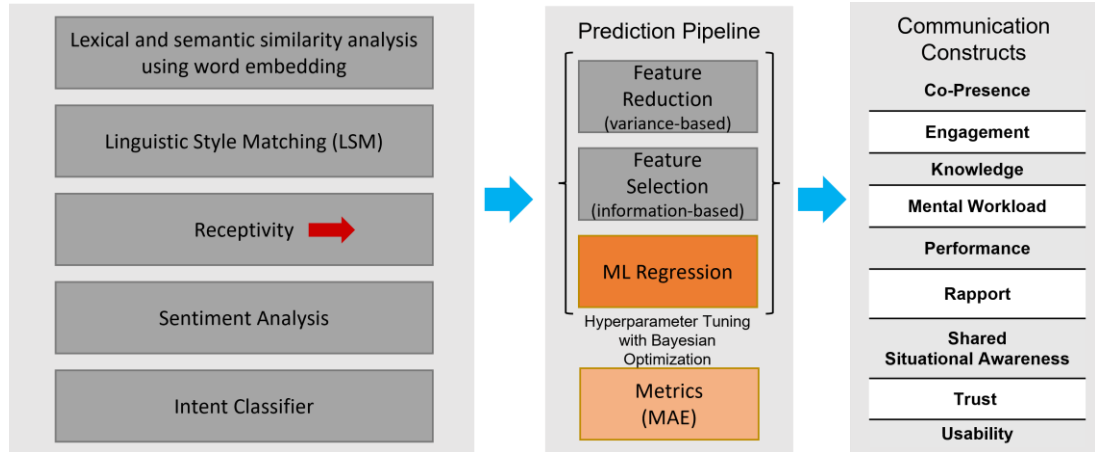 Lexical and semantic similarity analysis
using word embedding
Linguistic Style Matching (LSM)
Receptivity
Sentiment Analysis
Intent Classifier
Prediction Pipeline
Feature
Reduction
(variance-based)
Feature
Selection
(information-based)
ML Regression
Hyperparameter Tuning
with Bayesian
Optimization
Metrics
(MAE)
Communication
Constructs
Co-Presence
Engagement
Knowledge
Mental Workload
Performance
Rapport
Shared
Situational Awareness
Trust
Usability